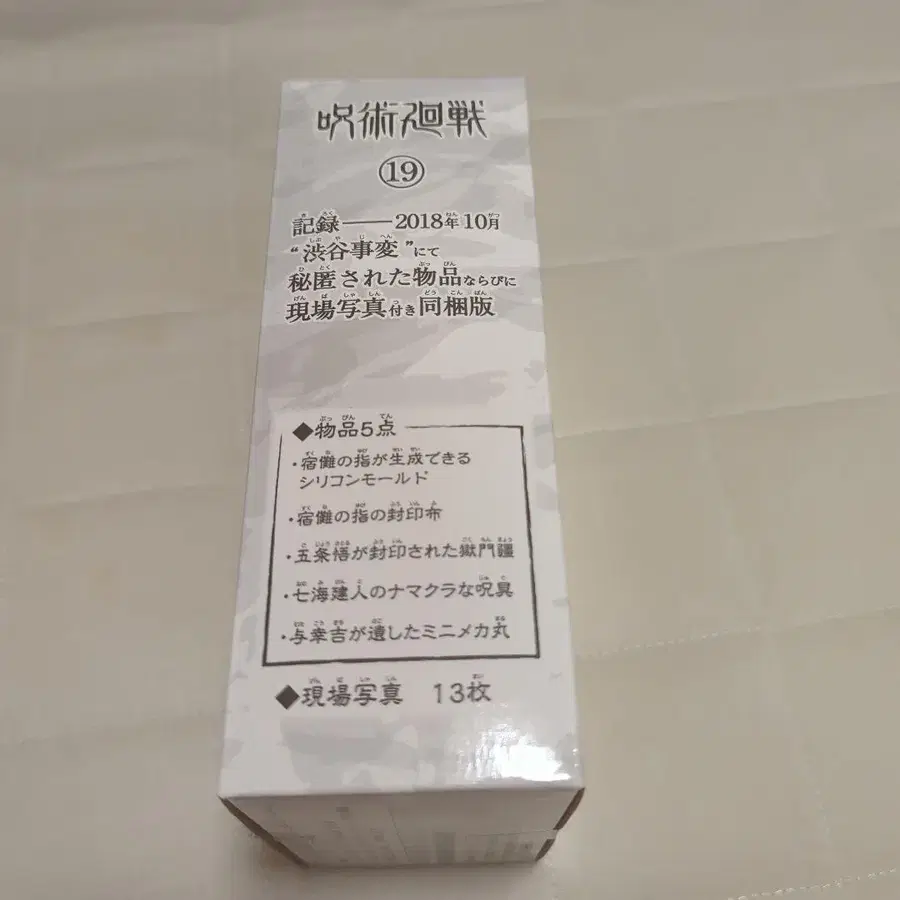 呪術廻戦
⑲
記録――2018年10月
“渋谷事変”にて
秘匿された物品ならびに
現場写真付き同梱版
◆物品5点
・宿儺の指が生成できる
シリコンモールド
・宿儺の指の封印布
・五条悟が封印された獄門疆
・七海建人のナマクラな呪具
・与幸吉が遺したミニメカ丸
◆現場写真 13枚